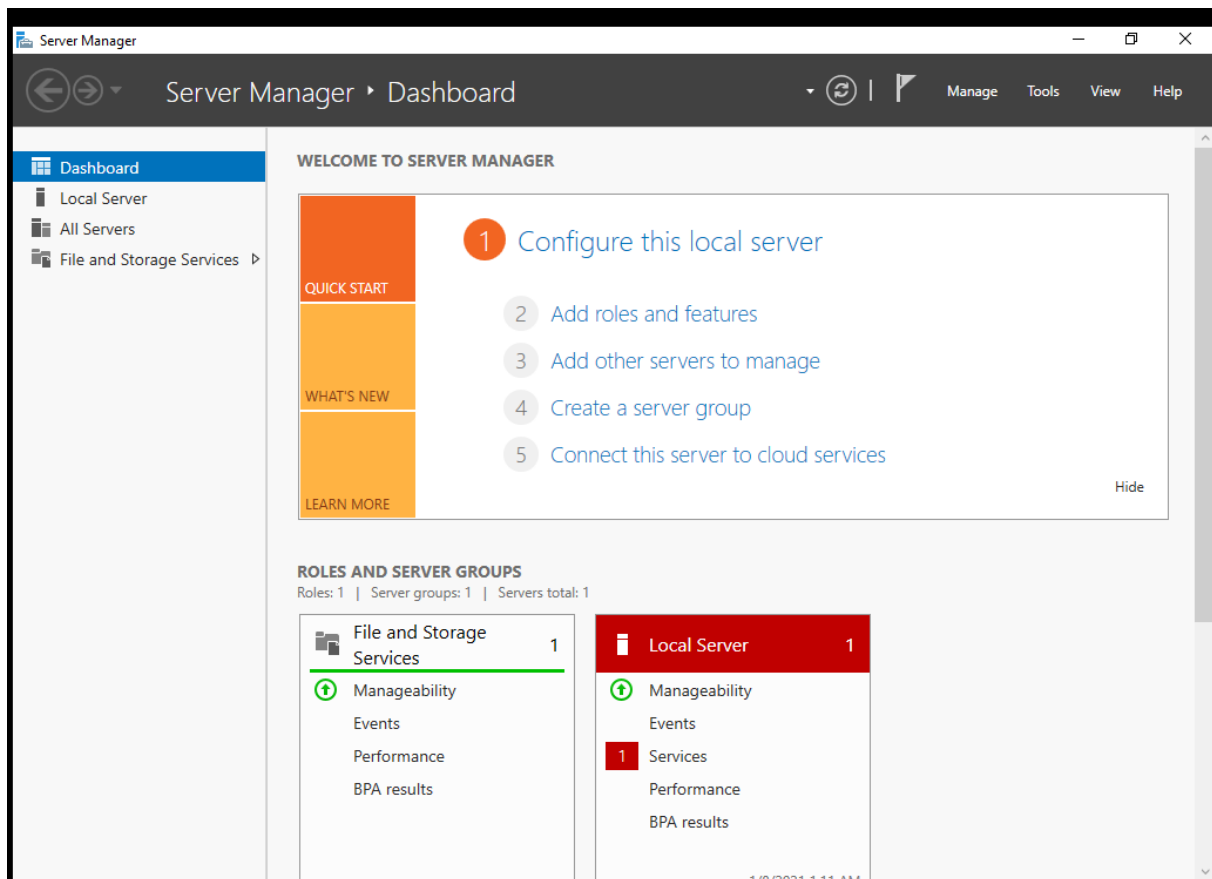 Server Manager
Server Manager ‣ Dashboard
Manage Tools View Help
Dashboard
Local Server
All Servers
File and Storage Services
WELCOME TO SERVER MANAGER
QUICK START
WHAT'S NEW
LEARN MORE
1 Configure this local server
2 Add roles and features
3 Add other servers to manage
4 Create a server group
5 Connect this server to cloud services
Hide
ROLES AND SERVER GROUPS
Roles: 1 | Server groups: 1 | Servers total: 1
File and Storage
Services 1
Manageability
Events
Performance
BPA results
Local Server 1
Manageability
Events
1 Services
Performance
BPA results